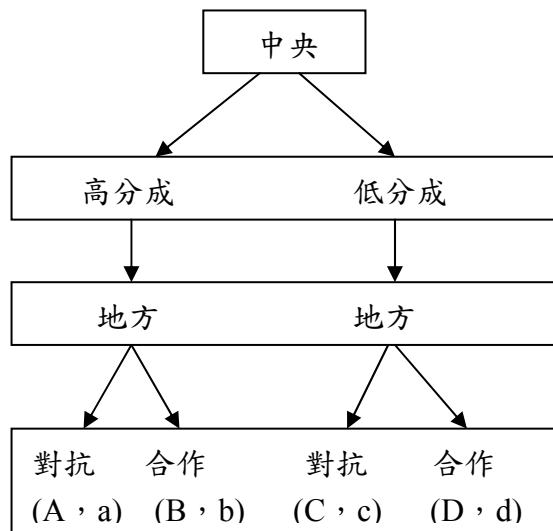 中央
高分成 低分成
地方 地方
對抗 合作 對抗 合作
(A，a) (B，b) (C，c) (D，d)